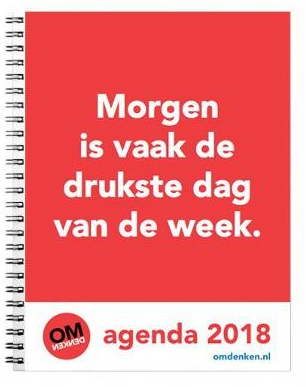 Morgen
is vaak de
drukste dag
van de week.
OM
DENKEN
agenda 2018
omdenken.nl